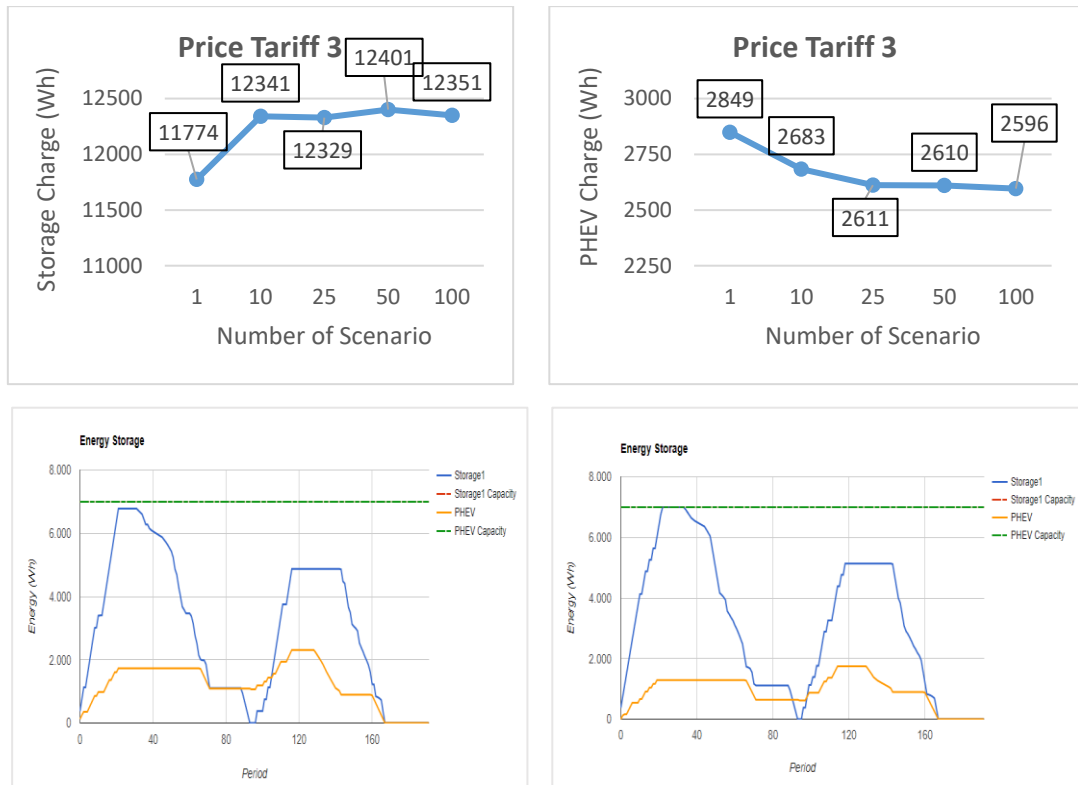 Price Tariff 3
Storage Charge (Wh)
12500
12000
11500
11000
11774
12341
12329
12401
12351
1 10 25 50 100
Number of Scenario
Price Tariff 3
PHEV Charge (Wh)
3000
2750
2500
2250
2849
2683
2611
2610
2596
1 10 25 50 100
Number of Scenario
Energy Storage
Energy (Wh)
8.000
6.000
4.000
2.000
0
0 40 80 120 160
Period
Storage1
Storage1 Capacity
PHEV
PHEV Capacity
Energy Storage
Energy (Wh)
8.000
6.000
4.000
2.000
0
0 40 80 120 160
Period
Storage1
Storage1 Capacity
PHEV
PHEV Capacity